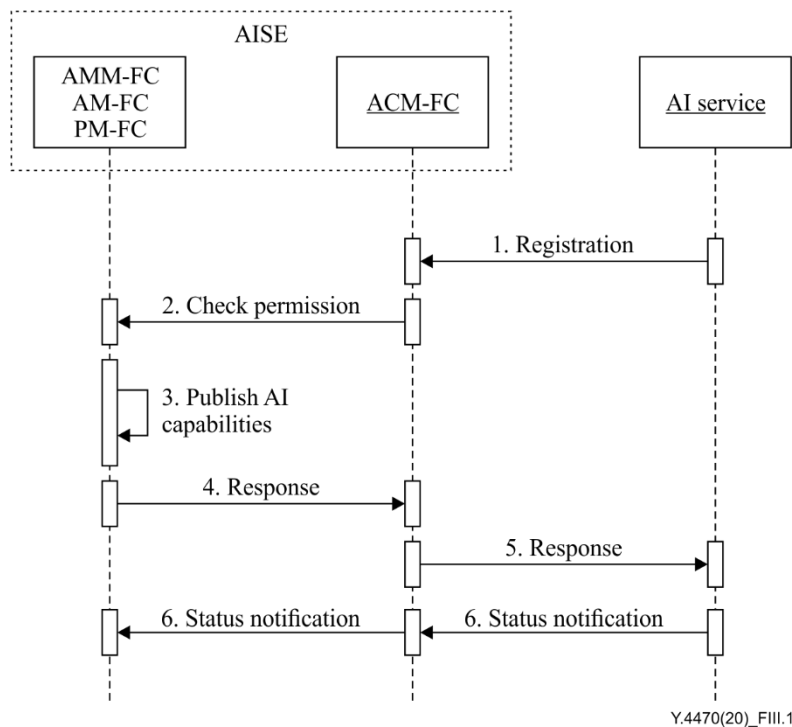 AISE
AMM-FC
AM-FC
PM-FC
ACM-FC
AI service
1. Registration
2. Check permission
3. Publish AI
capabilities
4. Response
5. Response
6. Status notification
6. Status notification
Y.4470(20)_FIII.1